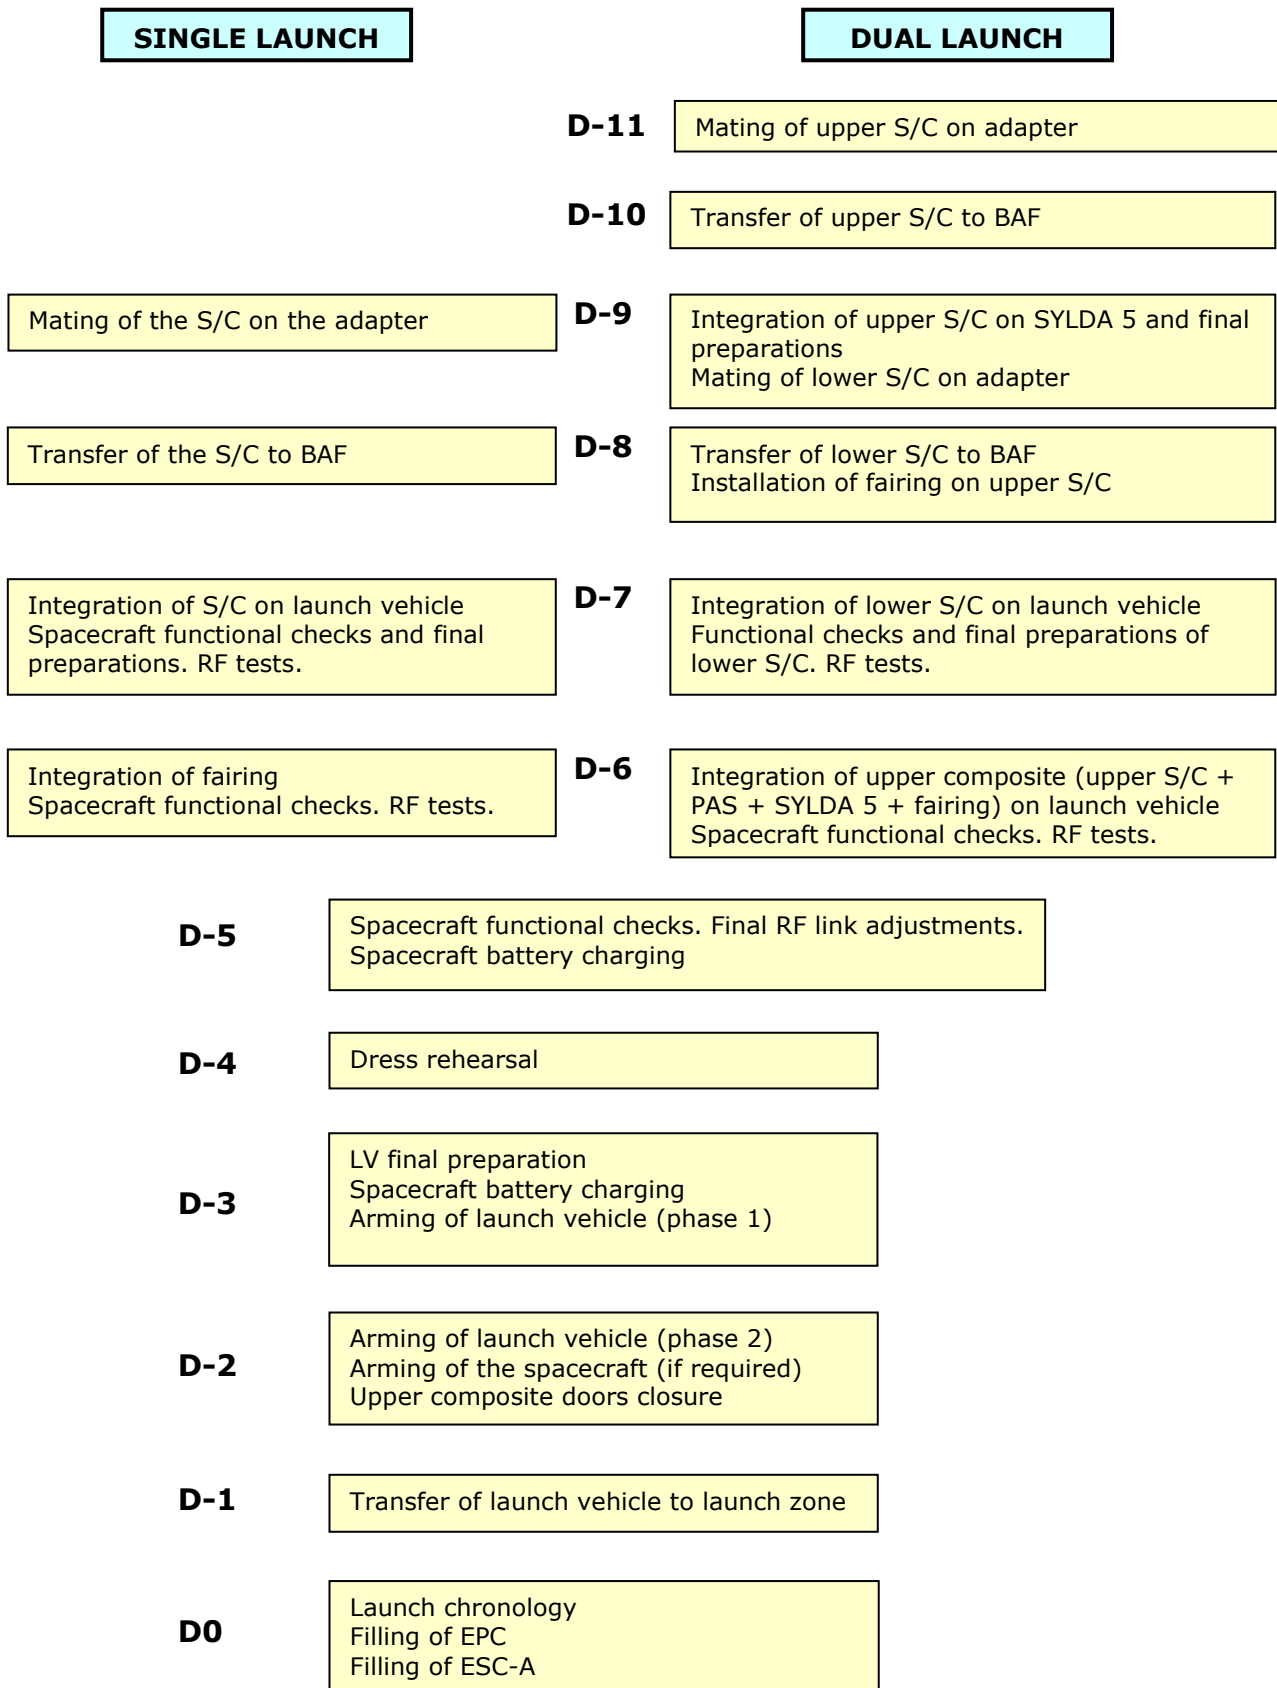 SINGLE LAUNCH
DUAL LAUNCH
D-11
Mating of upper S/C on adapter
D-10
Transfer of upper S/C to BAF
Mating of the S/C on the adapter
D-9
Integration of upper S/C on SYLDA 5 and final
preparations
Mating of lower S/C on adapter
Transfer of the S/C to BAF
D-8
Transfer of lower S/C to BAF
Installation of fairing on upper S/C
Integration of S/C on launch vehicle
Spacecraft functional checks and final
preparations. RF tests.
D-7
Integration of lower S/C on launch vehicle
Functional checks and final preparations of
lower S/C. RF tests.
Integration of fairing
Spacecraft functional checks. RF tests.
D-6
Integration of upper composite (upper S/C +
PAS + SYLDA 5 + fairing) on launch vehicle
Spacecraft functional checks. RF tests.
D-5
Spacecraft functional checks. Final RF link adjustments.
Spacecraft battery charging
D-4
Dress rehearsal
D-3
LV final preparation
Spacecraft battery charging
Arming of launch vehicle (phase 1)
D-2
Arming of launch vehicle (phase 2)
Arming of the spacecraft (if required)
Upper composite doors closure
D-1
Transfer of launch vehicle to launch zone
D0
Launch chronology
Filling of EPC
Filling of ESC-A